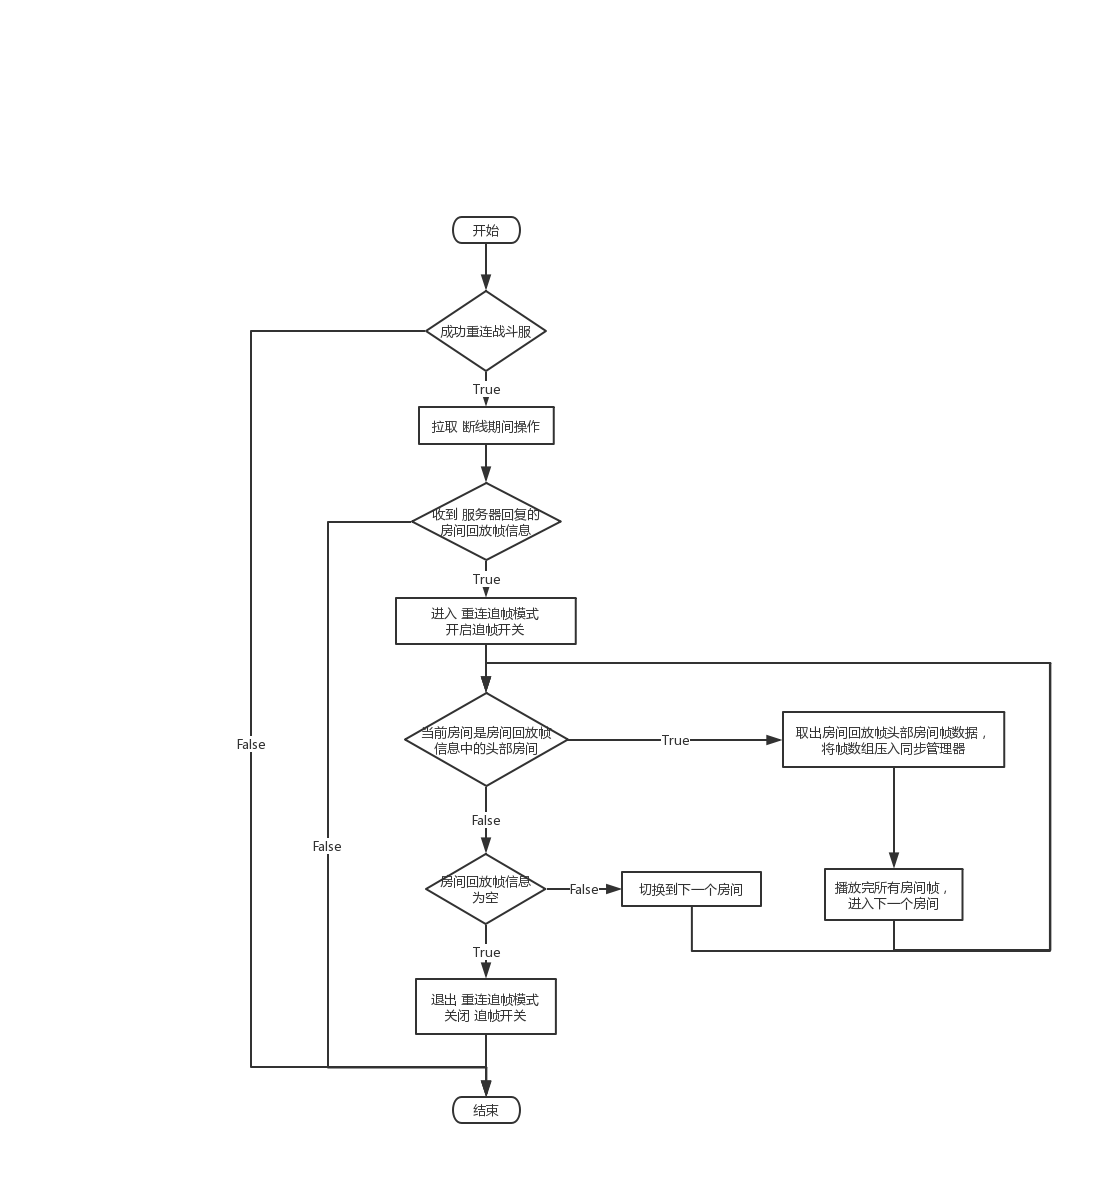 开始
成功重连战斗服
True
拉取 断线期间操作
收到 服务器回复的
房间回放帧信息
True
进入 重连追帧模式
开启追帧开关
当前房间是房间回放帧
信息中的头部房间
True
取出房间回放帧头部房间帧数据，
将帧数组压入同步管理器
False
False
False
房间回放帧信息
为空
False
切换到下一个房间
播放完所有房间帧，
进入下一个房间
True
退出 重连追帧模式
关闭 追帧开关
结束